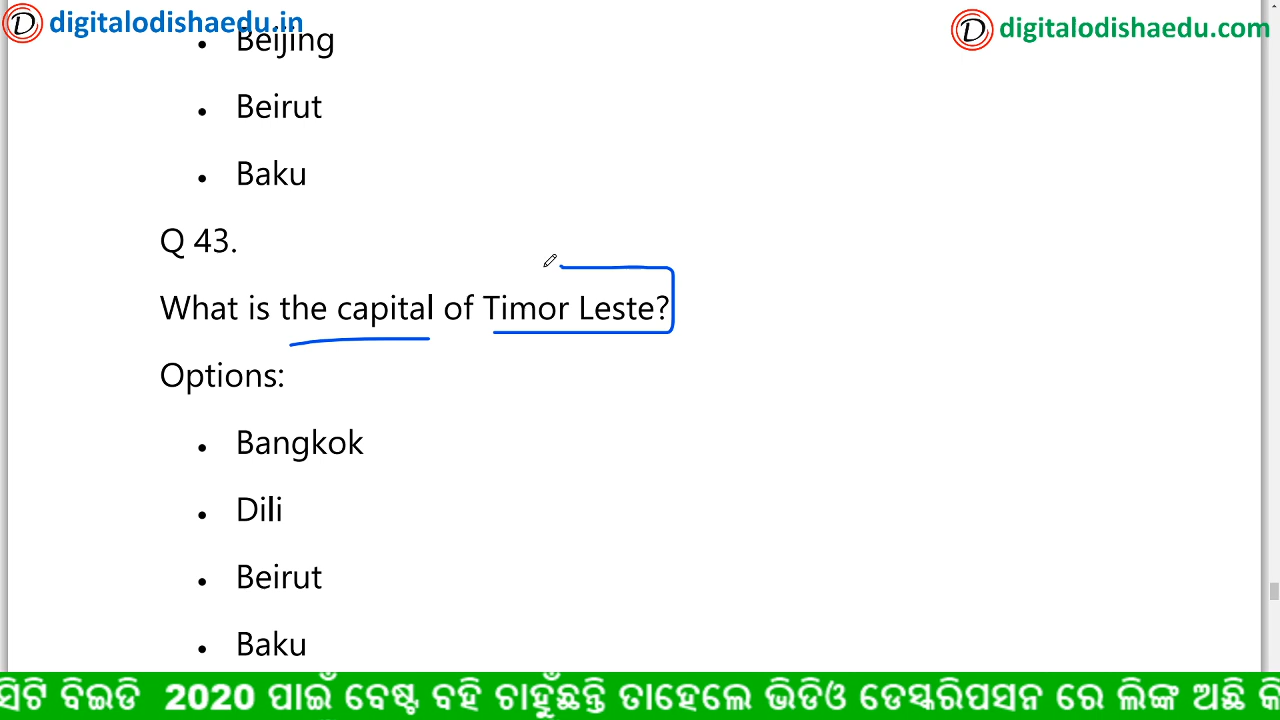 digitalodishaedu.in
digitalodishaedu.com
Beijing
Beirut
Baku
Q 43.
What is the capital of Timor Leste?
Options:
Bangkok
Dili
Beirut
Baku
ସିଟି ବିଇଡି 2020 ପାଇଁ ବେଷ୍ଟ ବହି ଚାହୁଁଛନ୍ତି ତାହେଲେ ଭିଡିଓ ଡେସ୍କରିପସନ ରେ ଲିଙ୍କ ଅଛି କି